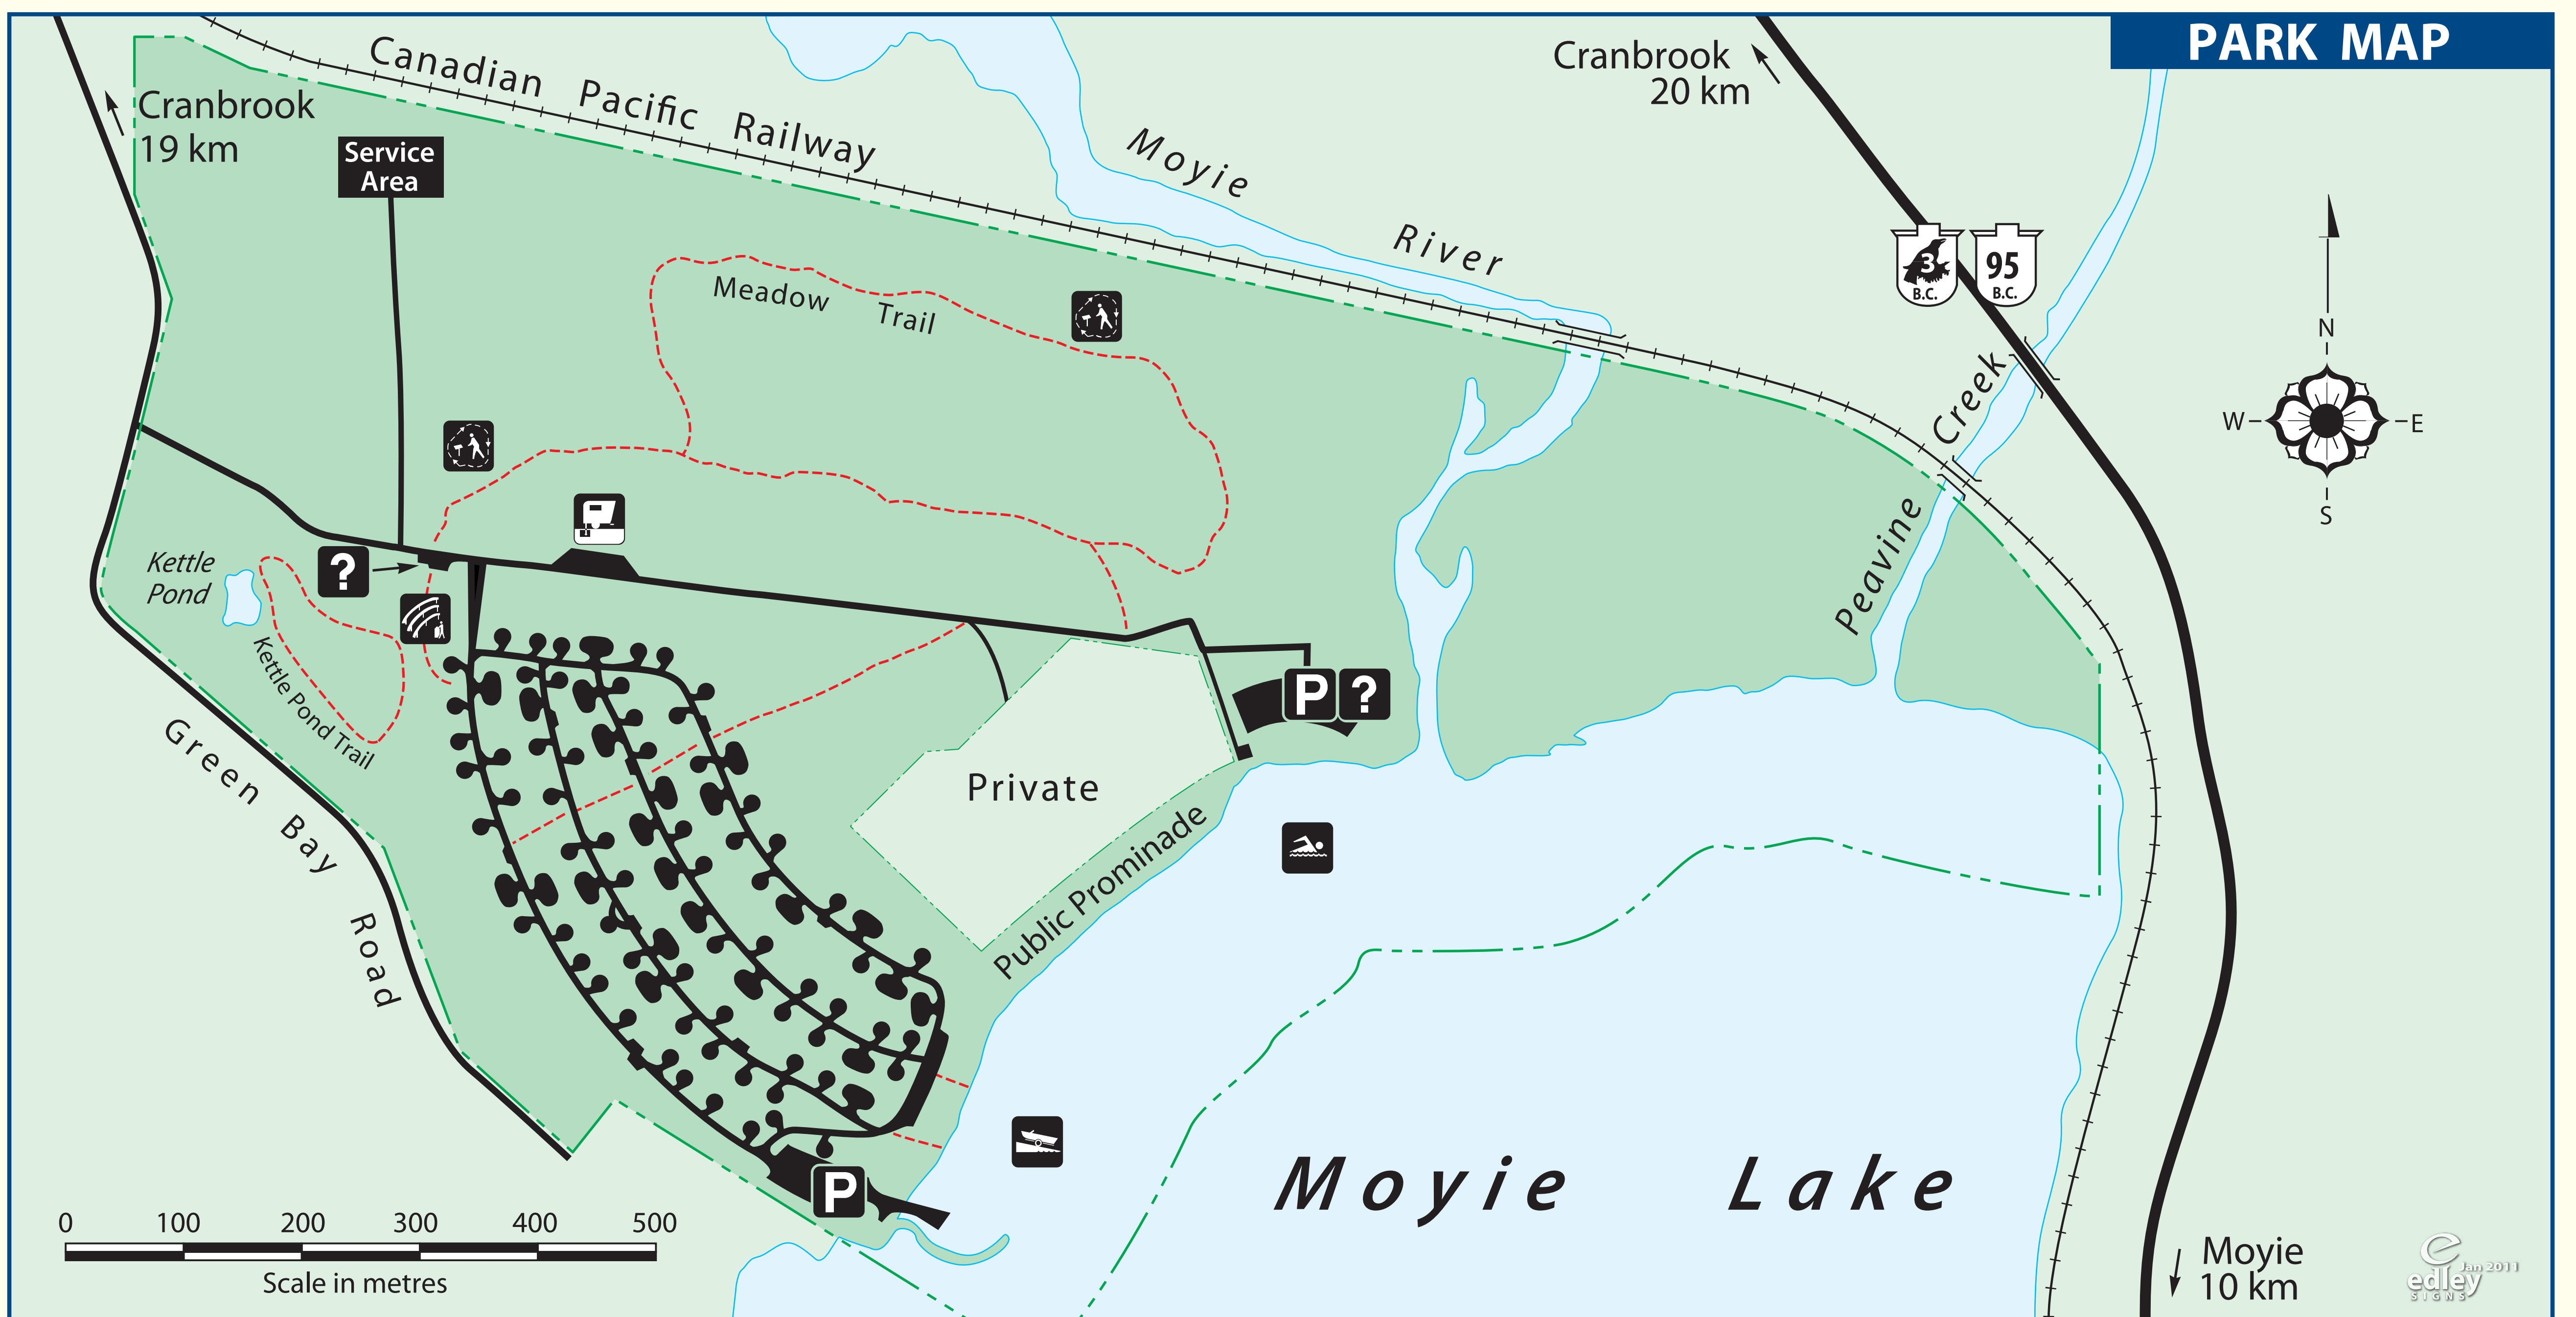 PARK MAP
Canadian Pacific Railway
Cranbrook
19 km
Service
Area
Cranbrook
20 km
Moyie River
3
B.C.
95
B.C.
Meadow Trail
Peavine Creek
N
W
E
S
Kettle
Pond
?
Kettle Pond Trail
Green Bay Road
P
?
Private
Public Prominade
P
Moyie Lake
0 100 200 300 400 500
Scale in metres
Moyie
10 km
e
Jan 2011
edley
SIGNS